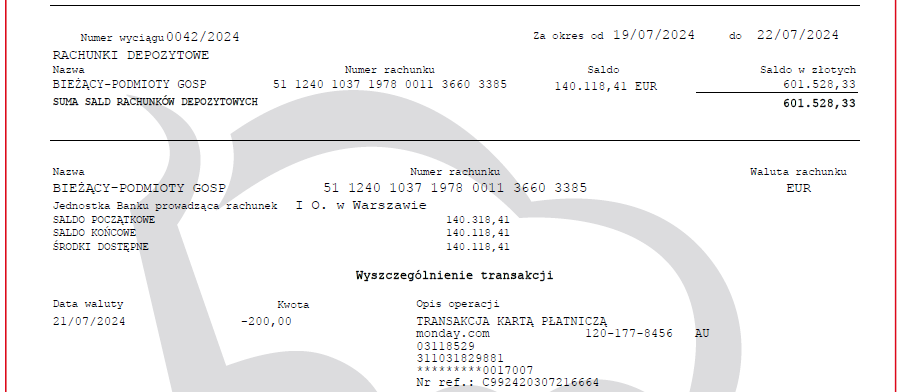 Numer wyciągu 0042/2024 Za okres od 19/07/2024 do 22/07/2024
RACHUNKI DEPOZYTOWE
Nazwa Numer rachunku Saldo Saldo w złotych
BIEŻĄCY-PODMIOTY GOSP 51 1240 1037 1978 0011 3660 3385 140.118,41 EUR 601.528,33
SUMA SALD RACHUNKÓW DEPOZYTOWYCH 601.528,33
Nazwa Numer rachunku Waluta rachunku
BIEŻĄCY-PODMIOTY GOSP 51 1240 1037 1978 0011 3660 3385 EUR
Jednostka Banku prowadząca rachunek I O. w Warszawie
SALDO POCZĄTKOWE 140.318,41
SALDO KOŃCOWE 140.118,41
ŚRODKI DOSTĘPNE 140.118,41
Wyszczególnienie transakcji
Data waluty Kwota Opis operacji
21/07/2024 -200,00 TRANSAKCJA KARTĄ PŁATNICZĄ
monday.com 120-177-8456 AU
03118529
311031829881
*********0017007
Nr ref.: C992420307216664